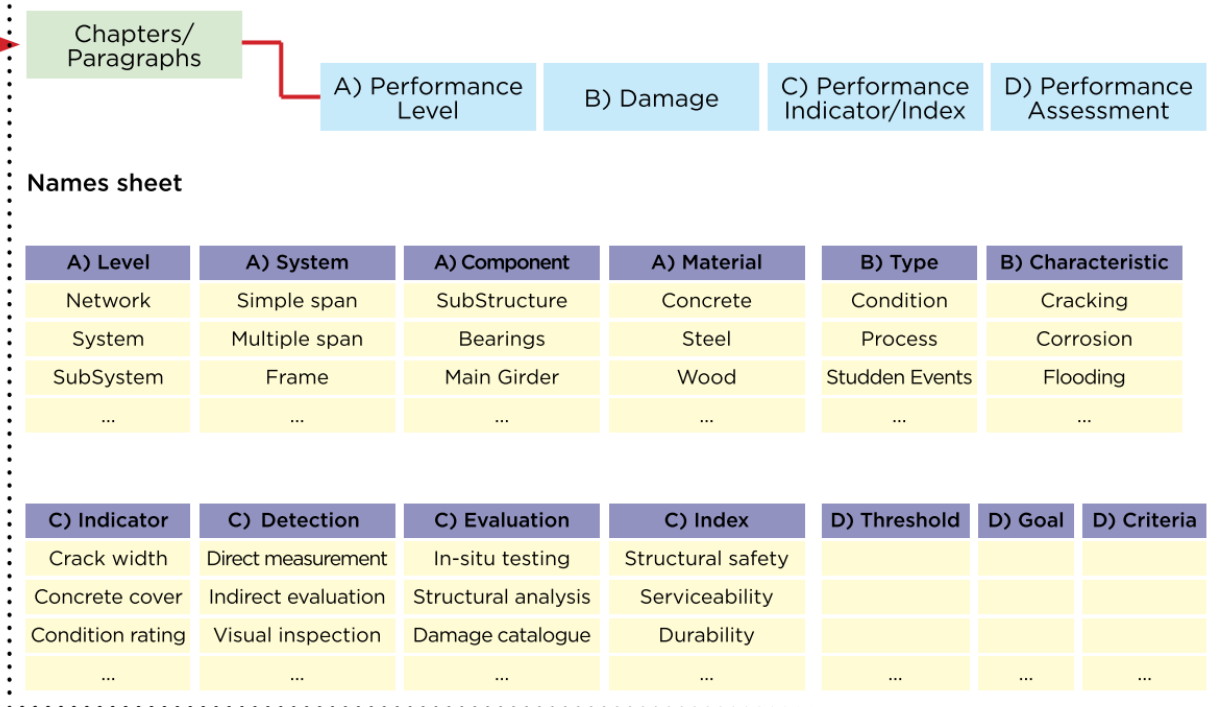 Chapters/
Paragraphs
A) Performance
Level
B) Damage
C) Performance
Indicator/Index
D) Performance
Assessment
Names sheet
A) Level A) System A) Component A) Material B) Type B) Characteristic
Network Simple span SubStructure Concrete Condition Cracking
System Multiple span Bearings Steel Process Corrosion
SubSystem Frame Main Girder Wood Studden Events Flooding
... ... ... ... ... ...
C) Indicator C) Detection C) Evaluation C) Index D) Threshold D) Goal D) Criteria
Crack width Direct measurement In-situ testing Structural safety
Concrete cover Indirect evaluation Structural analysis Serviceability
Condition rating Visual inspection Damage catalogue Durability
... ... ... ... ... ... ...